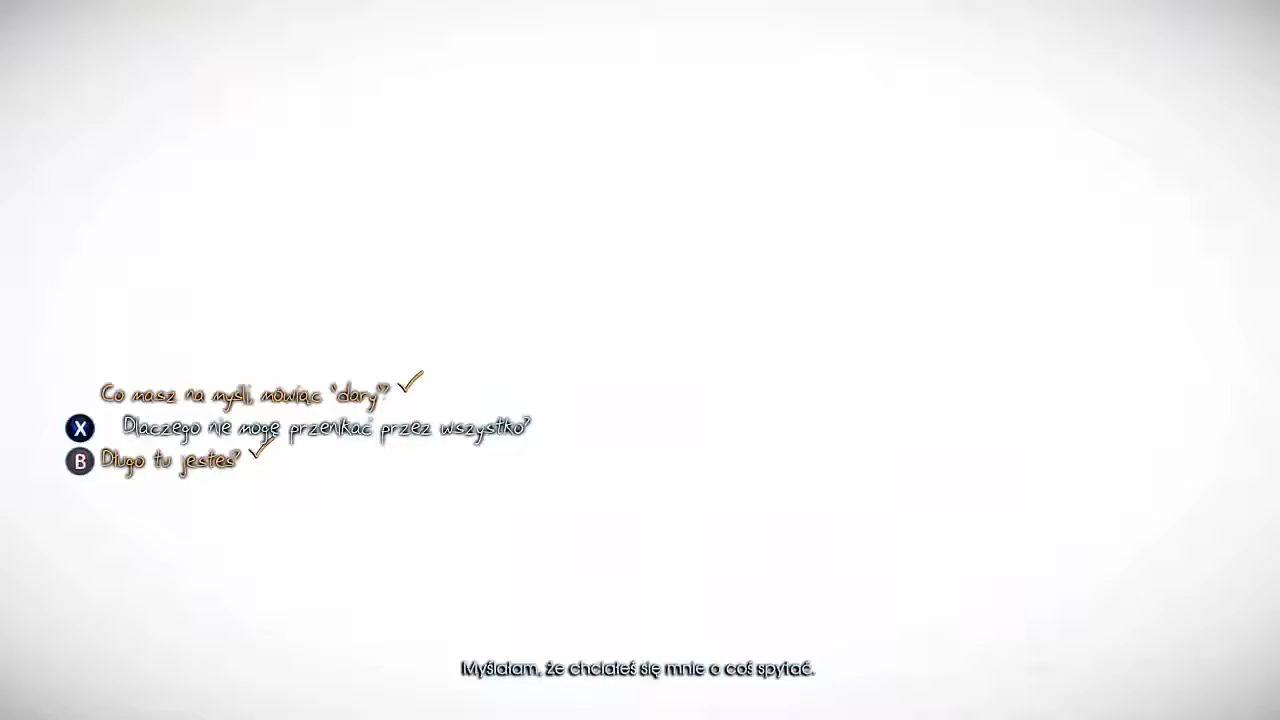 Co masz na myśli, mówiąc "dary"?
X Dlaczego nie mogę przenikać przez wszystko?
B Długo tu jesteś?
Myślałam, że chciałeś się mnie o coś spytać.